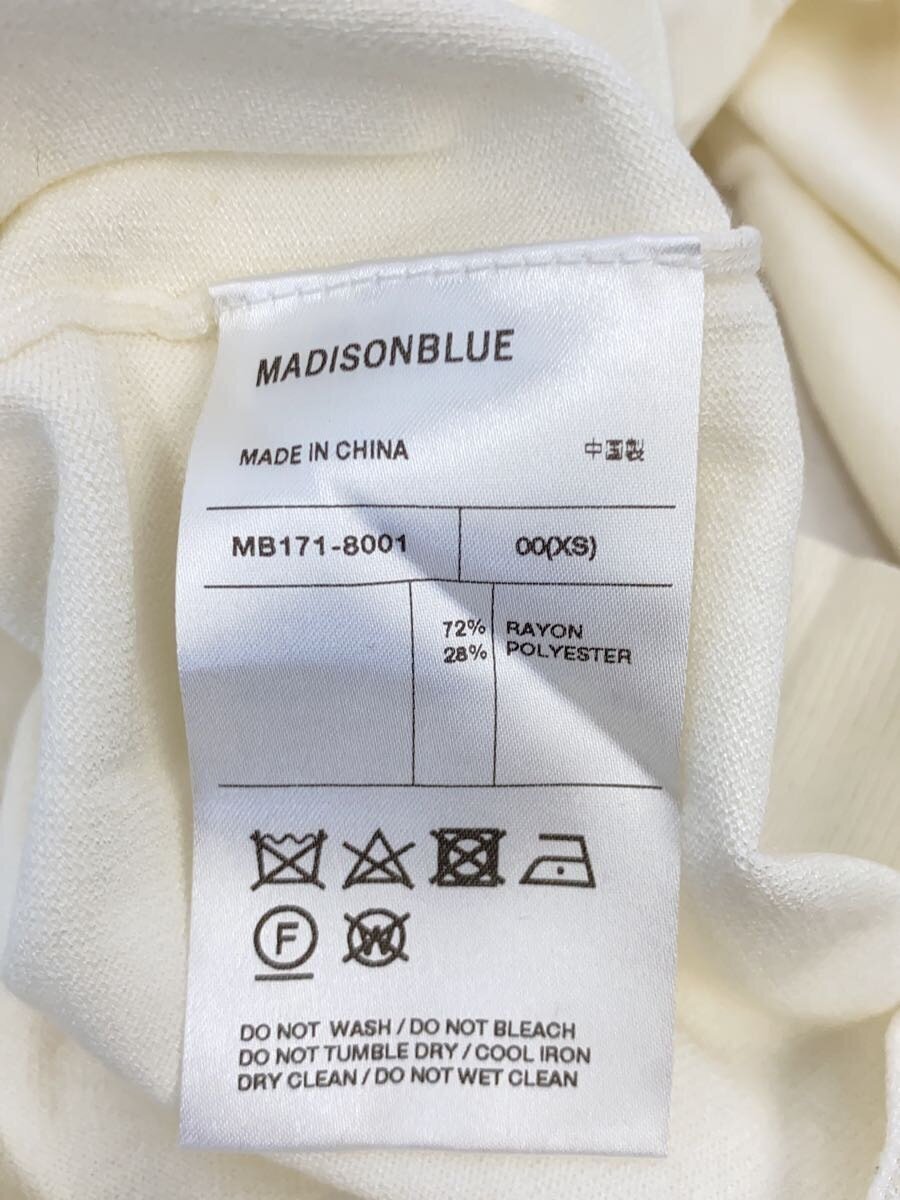 MADISONBLUE
MADE IN CHINA 中国製
MB171-8001 00(XS)
72% RAYON
28% POLYESTER
F W
DO NOT WASH / DO NOT BLEACH
DO NOT TUMBLE DRY / COOL IRON
DRY CLEAN / DO NOT WET CLEAN